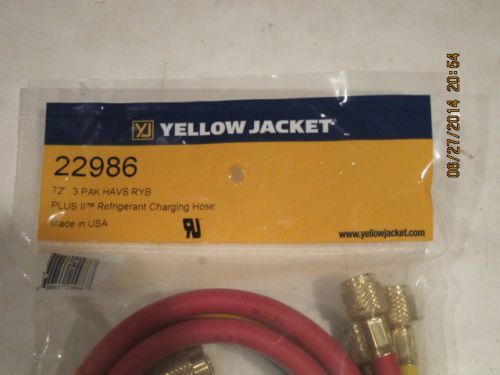 YJ YELLOW JACKET®
22986
72" 3 PAK HAVS RYB
PLUS II™ Refrigerant Charging Hose
Made in USA
RU
www.yellowjacket.com
08/27/2014 20:54